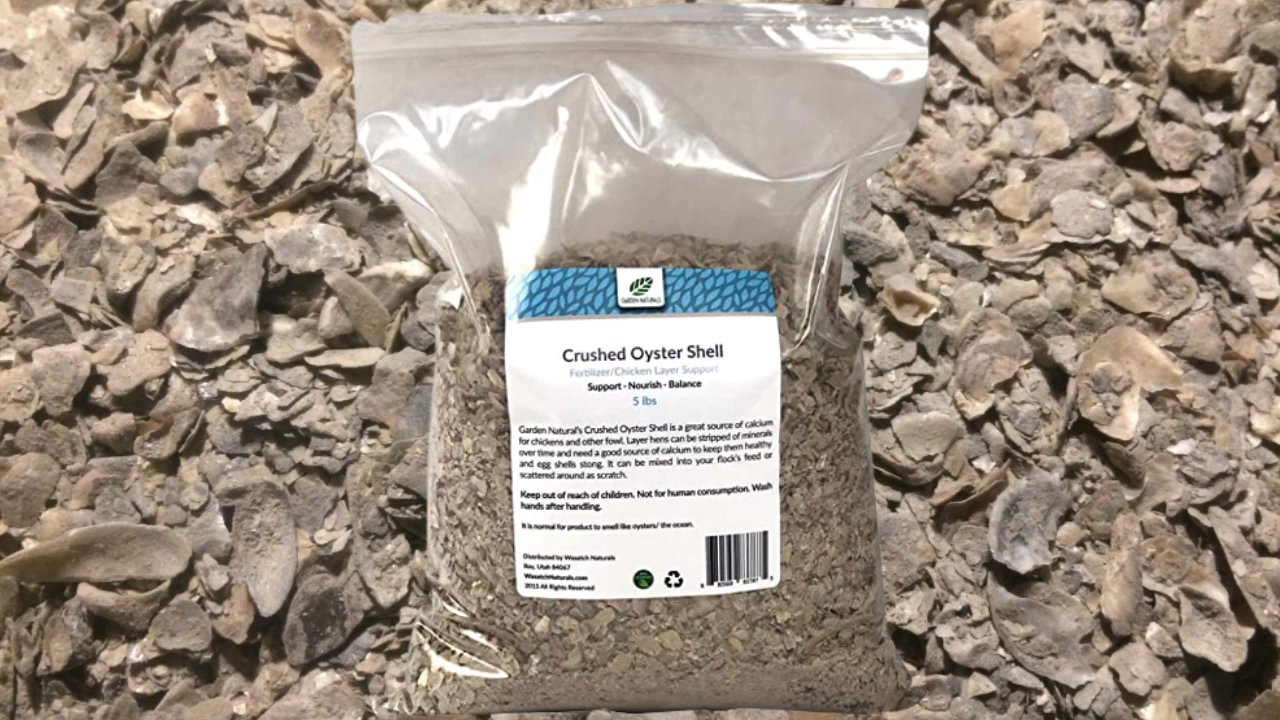 GARDEN NATURALS
Crushed Oyster Shell
Fertilizer/Chicken Layer Support
Support - Nourish - Balance
5 lbs
Garden Natural's Crushed Oyster Shell is a great source of calcium
for chickens and other fowl. Layer hens can be stripped of minerals
over time and need a good source of calcium to keep them healthy
and egg shells stong. It can be mixed into your flock's feed or
scattered around as scratch.
Keep out of reach of children. Not for human consumption. Wash
hands after handling.
It is normal for product to smell like oysters/ the ocean.
Distributed by Wasatch Naturals
Roy, Utah 84067
WasatchNaturals.com
2015 All Rights Reserved